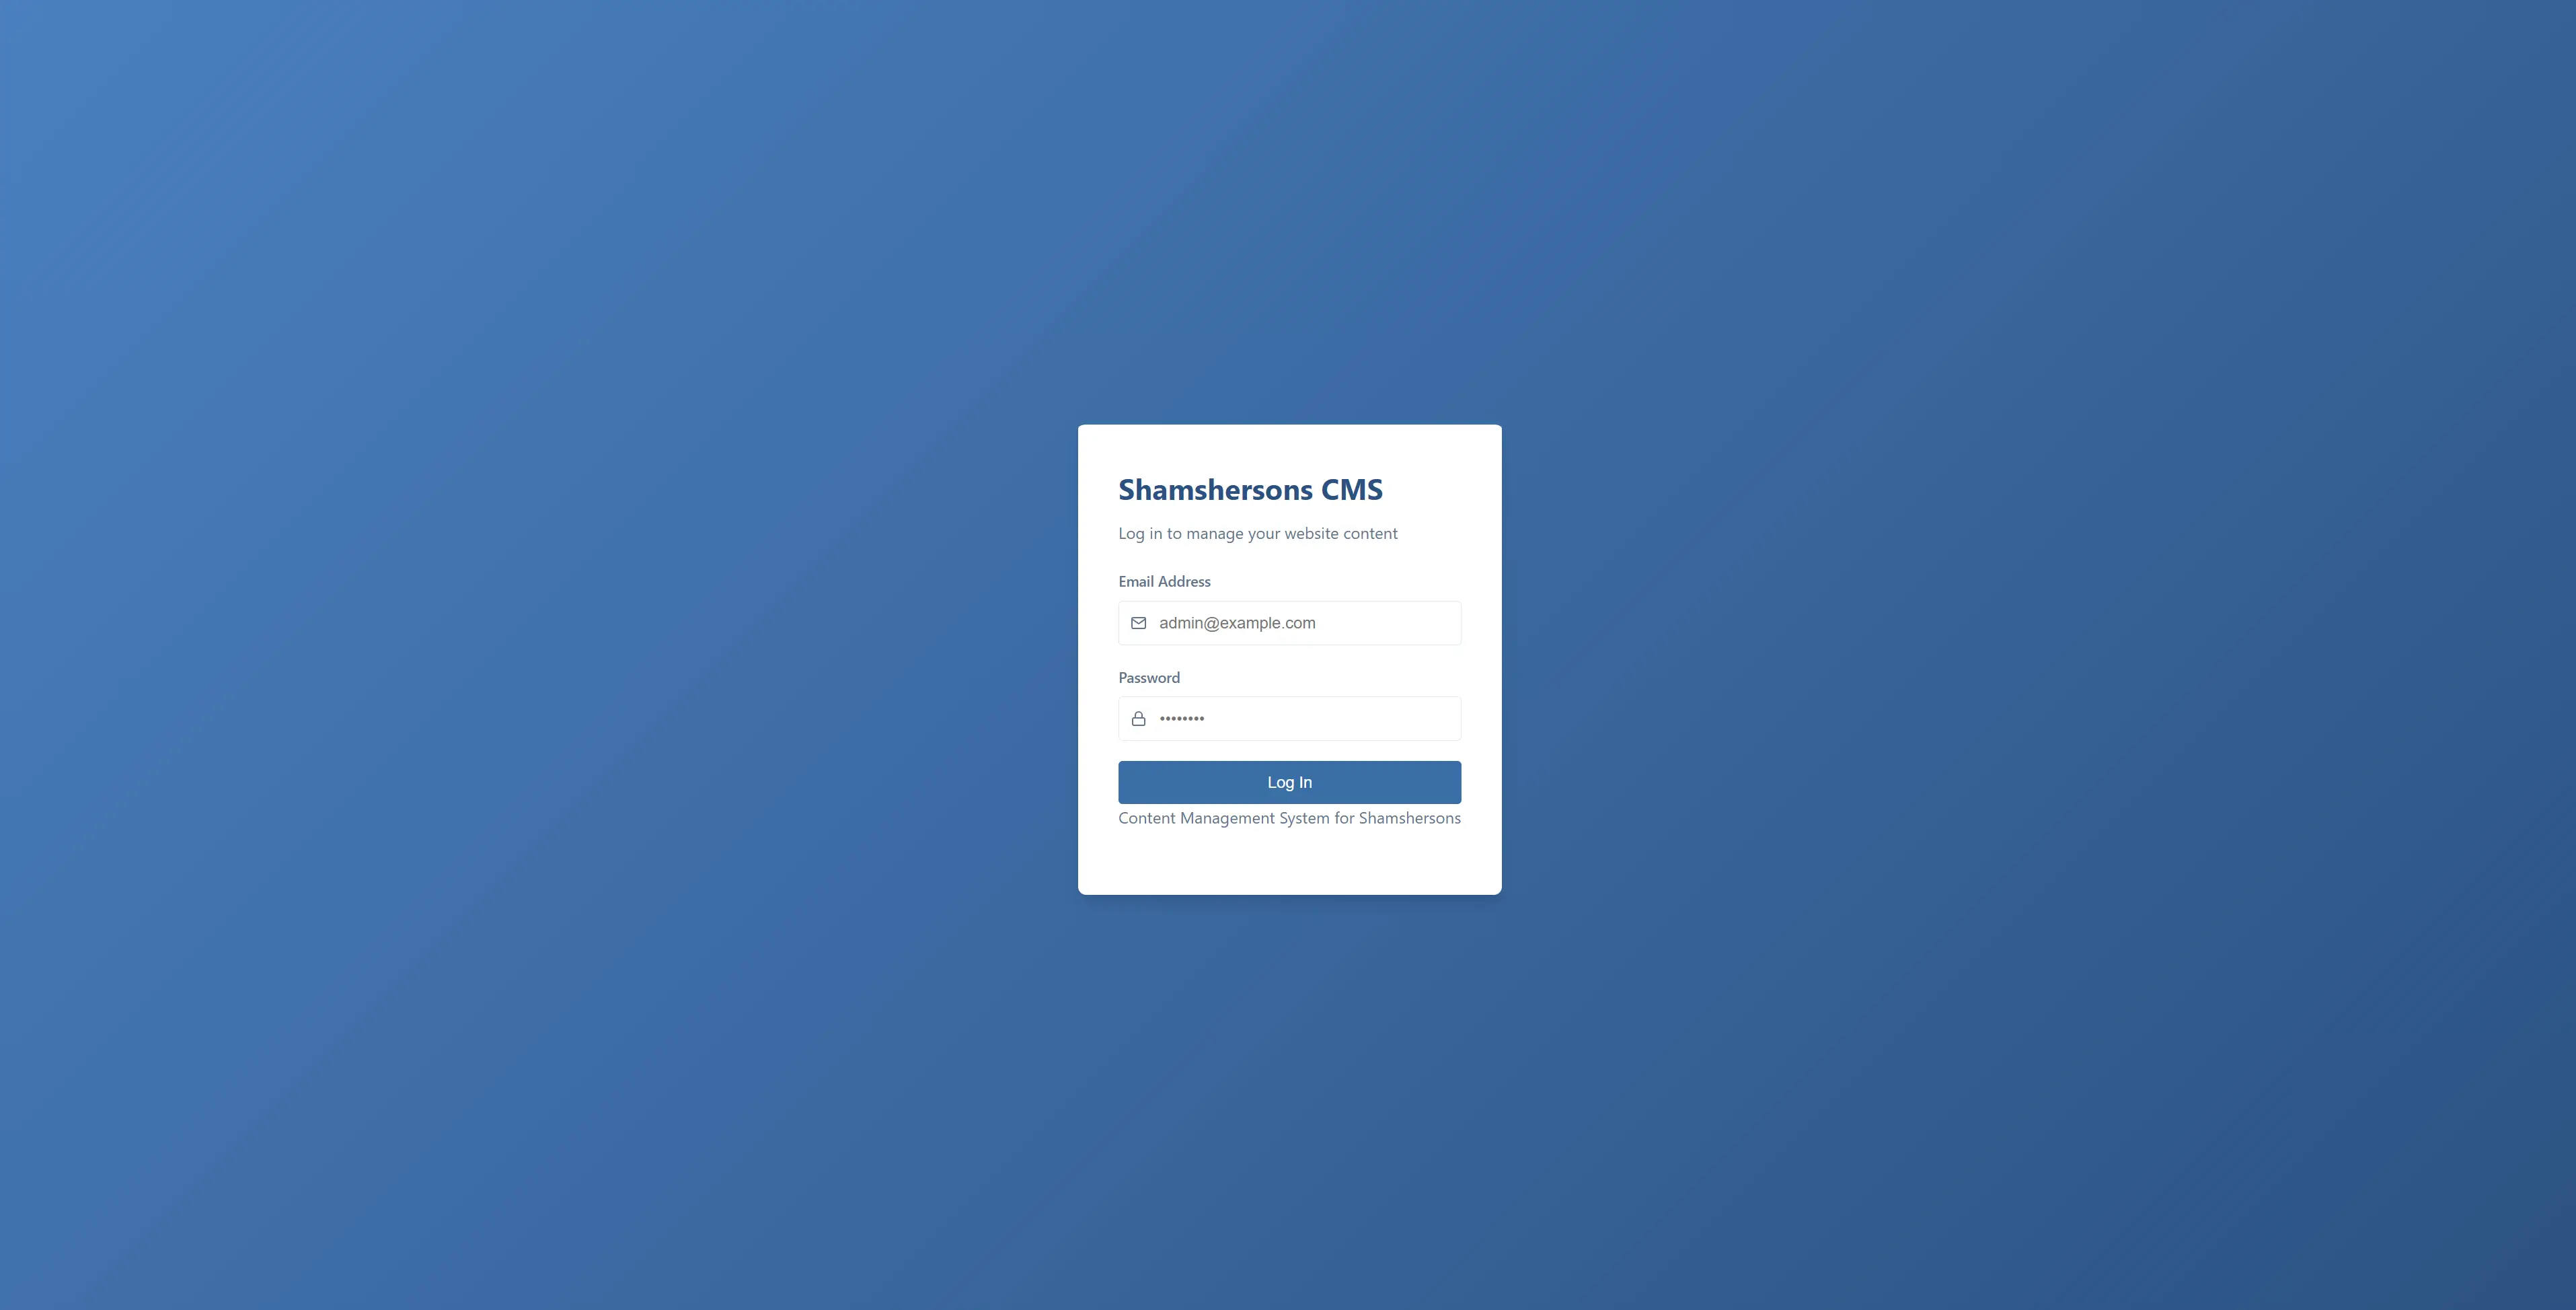 Shamshersons CMS
Log in to manage your website content
Email Address
admin@example.com
Password
••••••••
Log In
Content Management System for Shamshersons